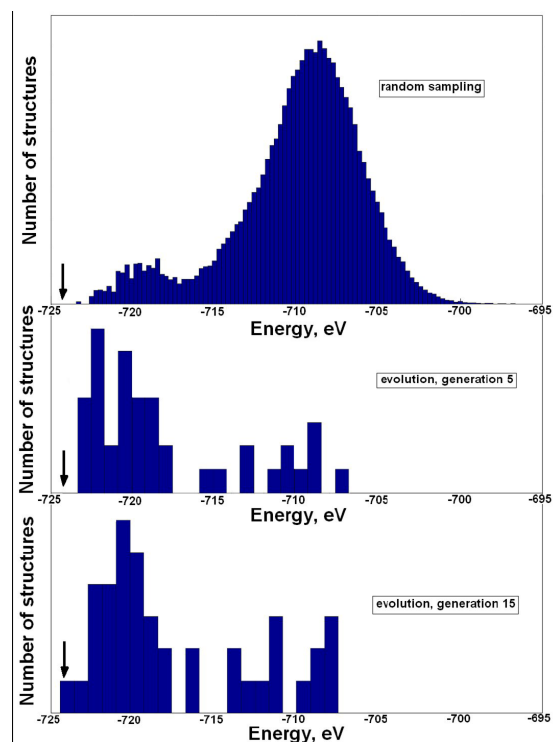 Number of structures
random sampling
-725 -720 -715 -710 -705 -700 -695
Energy, eV
Number of structures
evolution, generation 5
-725 -720 -715 -710 -705 -700 -695
Energy, eV
Number of structures
evolution, generation 15
-725 -720 -715 -710 -705 -700 -695
Energy, eV